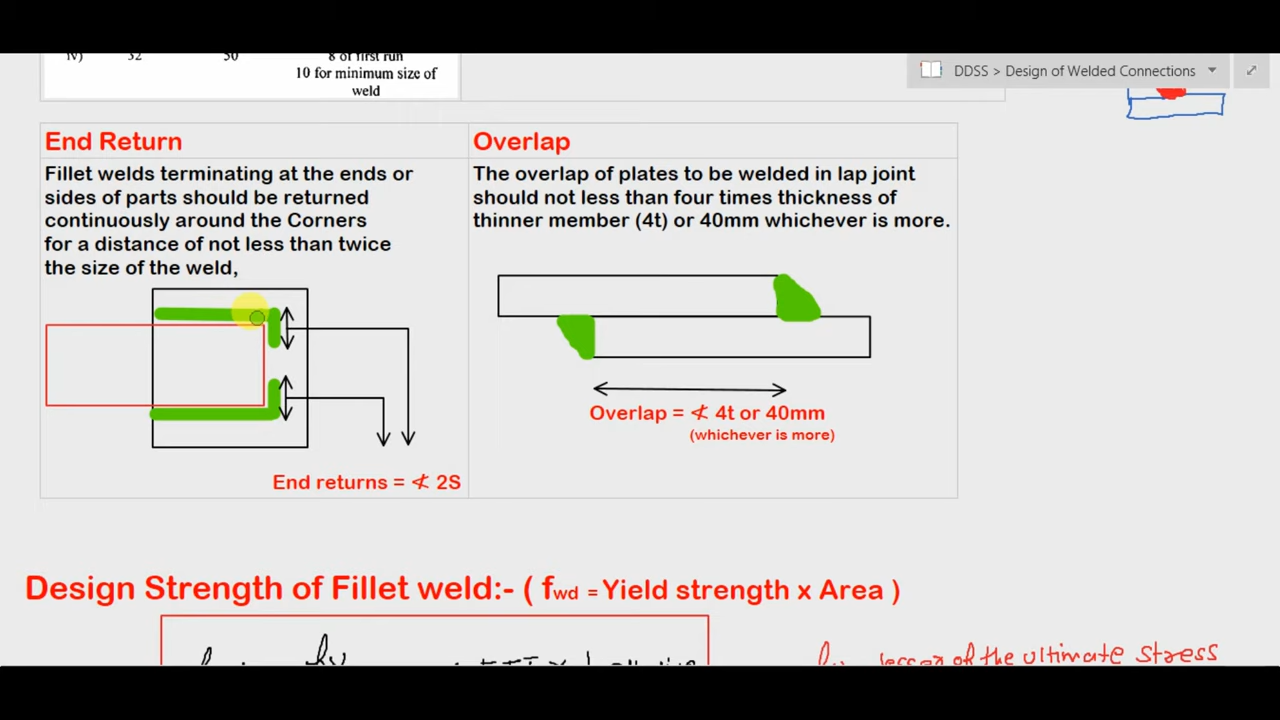 iv) 32 50 8 of first run
10 for minimum size of
weld
DDSS > Design of Welded Connections
End Return
Fillet welds terminating at the ends or
sides of parts should be returned
continuously around the Corners
for a distance of not less than twice
the size of the weld,
End returns = ≮ 2S
Overlap
The overlap of plates to be welded in lap joint
should not less than four times thickness of
thinner member (4t) or 40mm whichever is more.
Overlap = ≮ 4t or 40mm
(whichever is more)
Design Strength of Fillet weld:- ( fwd = Yield strength x Area )
lesser of the ultimate stress